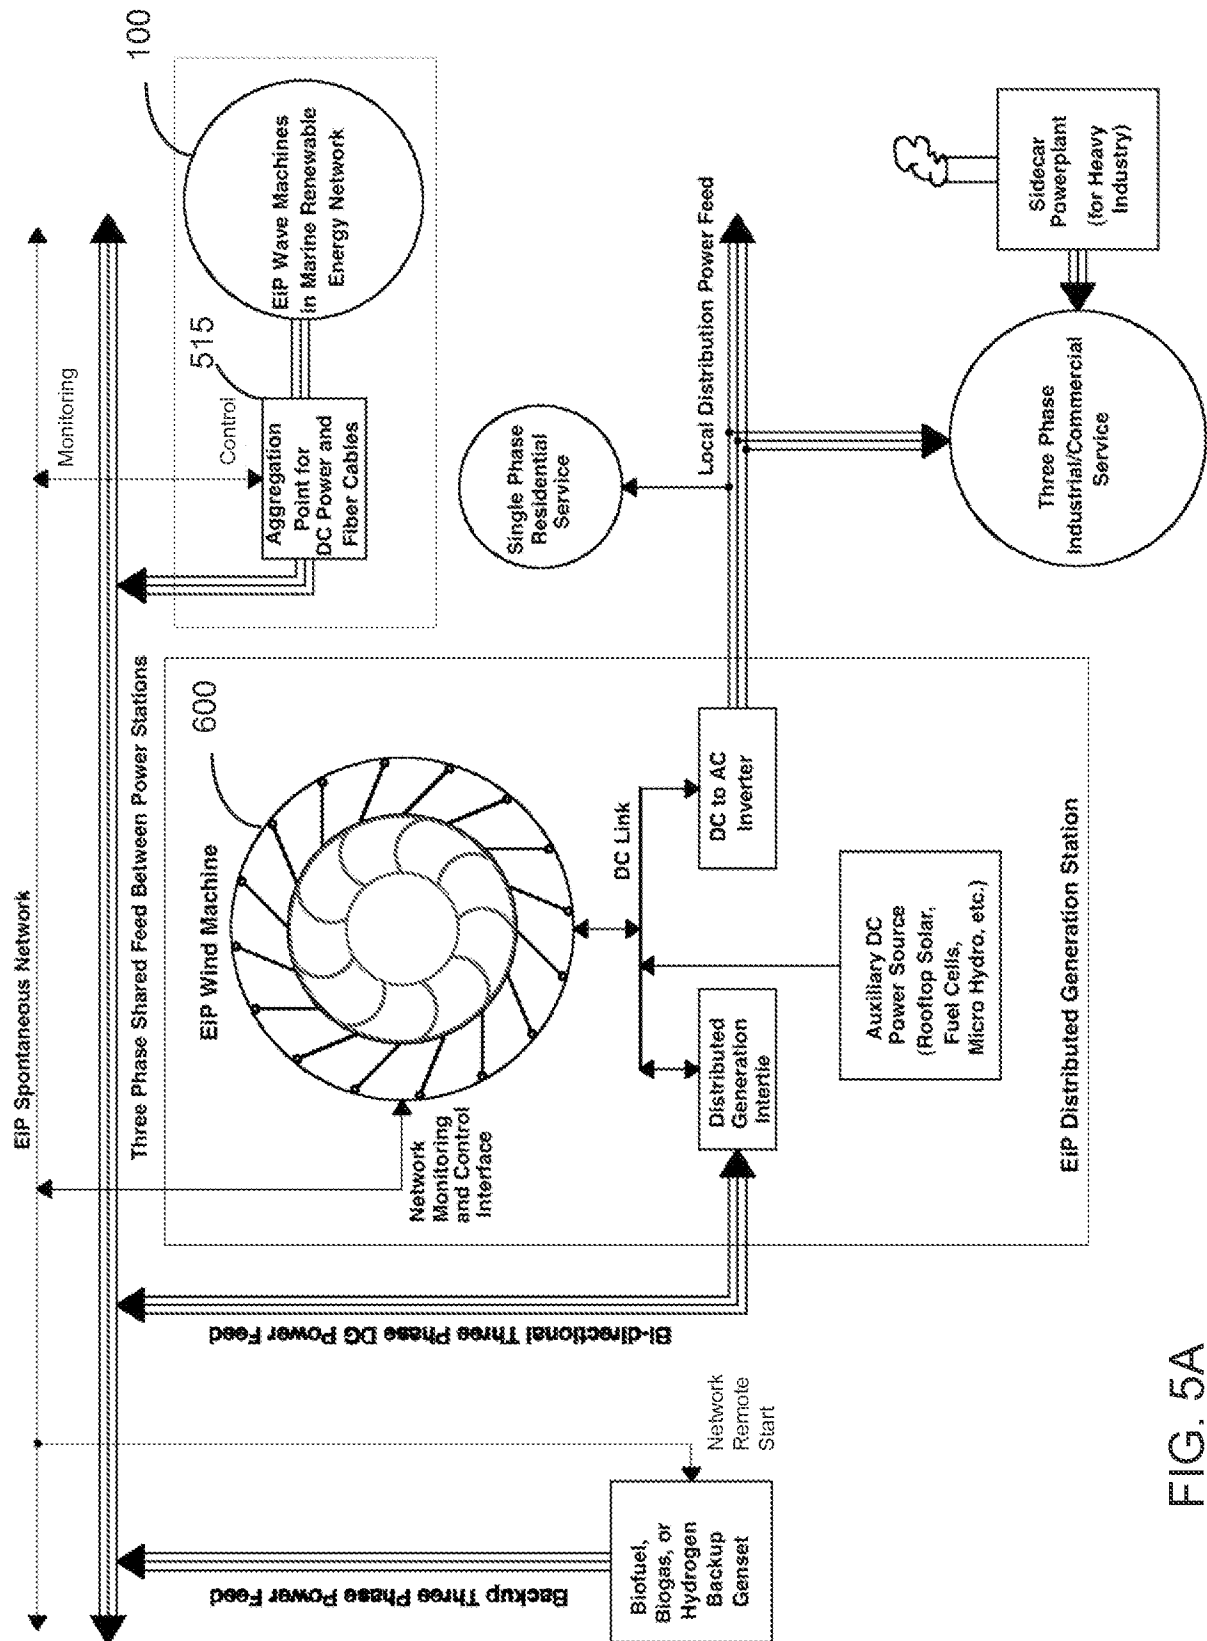 EiP Spontaneous Network
Three Phase Shared Feed Between Power Stations
Monitoring
Control
100
515
EiP Wave Machines
in Marine Renewable
Energy Network
Aggregation
Point for
DC Power and
Fiber Cables
EiP Wind Machine
600
Network
Monitoring
and Control
Interface
DC Link
Distributed
Generation
Intertie
DC to AC
Inverter
Auxiliary DC
Power Source
(Rooftop Solar,
Fuel Cells,
Micro Hydro, etc.)
EiP Distributed Generation Station
Single Phase
Residential
Service
Local Distribution Power Feed
Three Phase
Industrial/Commercial
Service
Sidecar
Powerplant
(for Heavy
Industry)
Bi-directional Three Phase DG Power Feed
Backup Three Phase Power Feed
Network
Remote
Start
Biofuel,
Biogas, or
Hydrogen
Backup
Genset
FIG. 5A